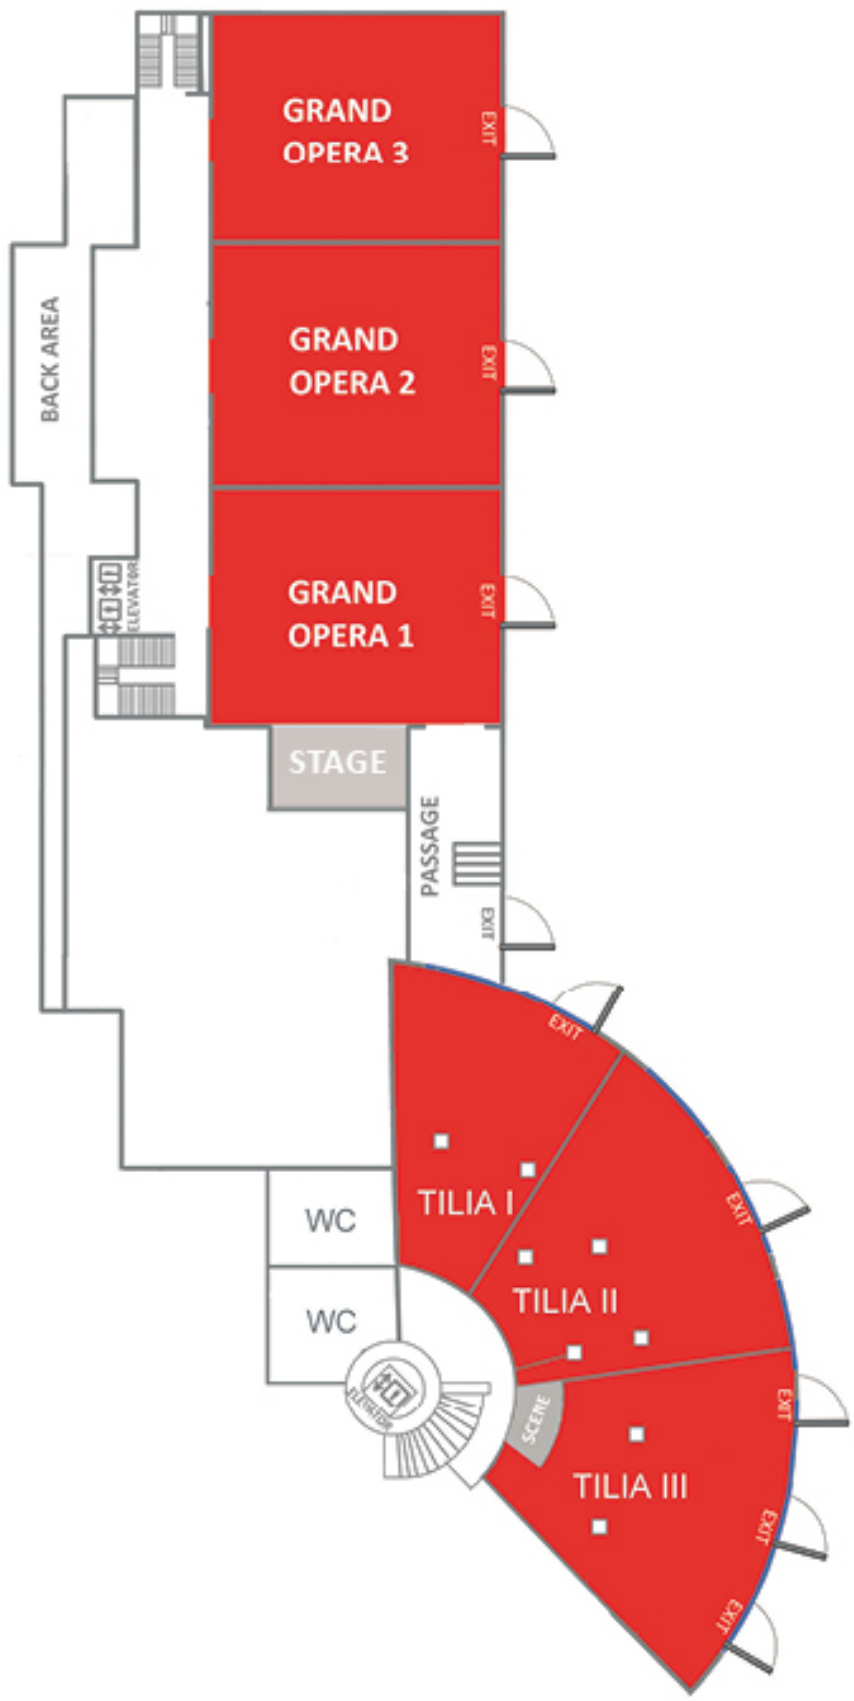 GRAND
OPERA 3
EXIT
BACK AREA
GRAND
OPERA 2
EXIT
ELEVATOR
GRAND
OPERA 1
EXIT
STAGE
PASSAGE
EXIT
EXIT
TILIA I
EXIT
WC
TILIA II
WC
ELEVATOR
SCENE
EXIT
TILIA III
EXIT
EXIT